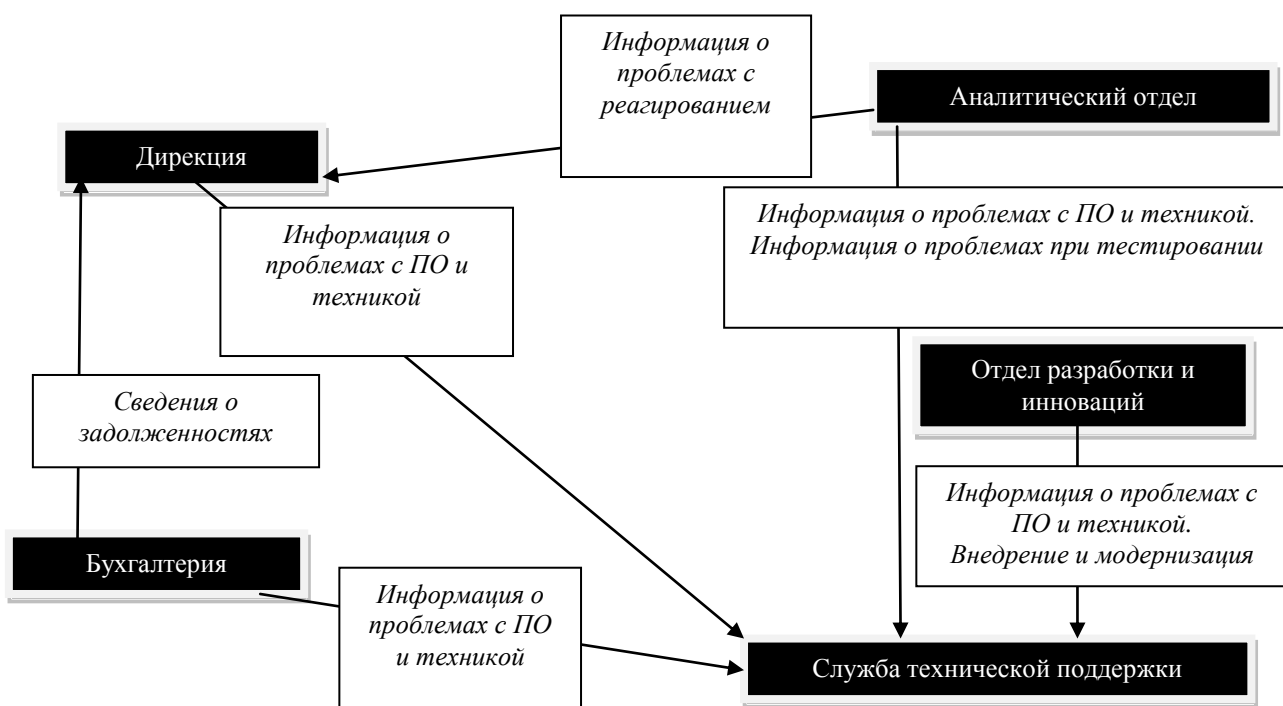 Информация о
проблемах с
реагированием
Аналитический отдел
Дирекция
Информация о
проблемах с ПО и
техникой
Информация о проблемах с ПО и техникой.
Информация о проблемах при тестировании
Сведения о
задолженностях
Отдел разработки и
инноваций
Информация о проблемах с
ПО и техникой.
Внедрение и модернизация
Бухгалтерия
Информация о
проблемах с ПО
и техникой
Служба технической поддержки